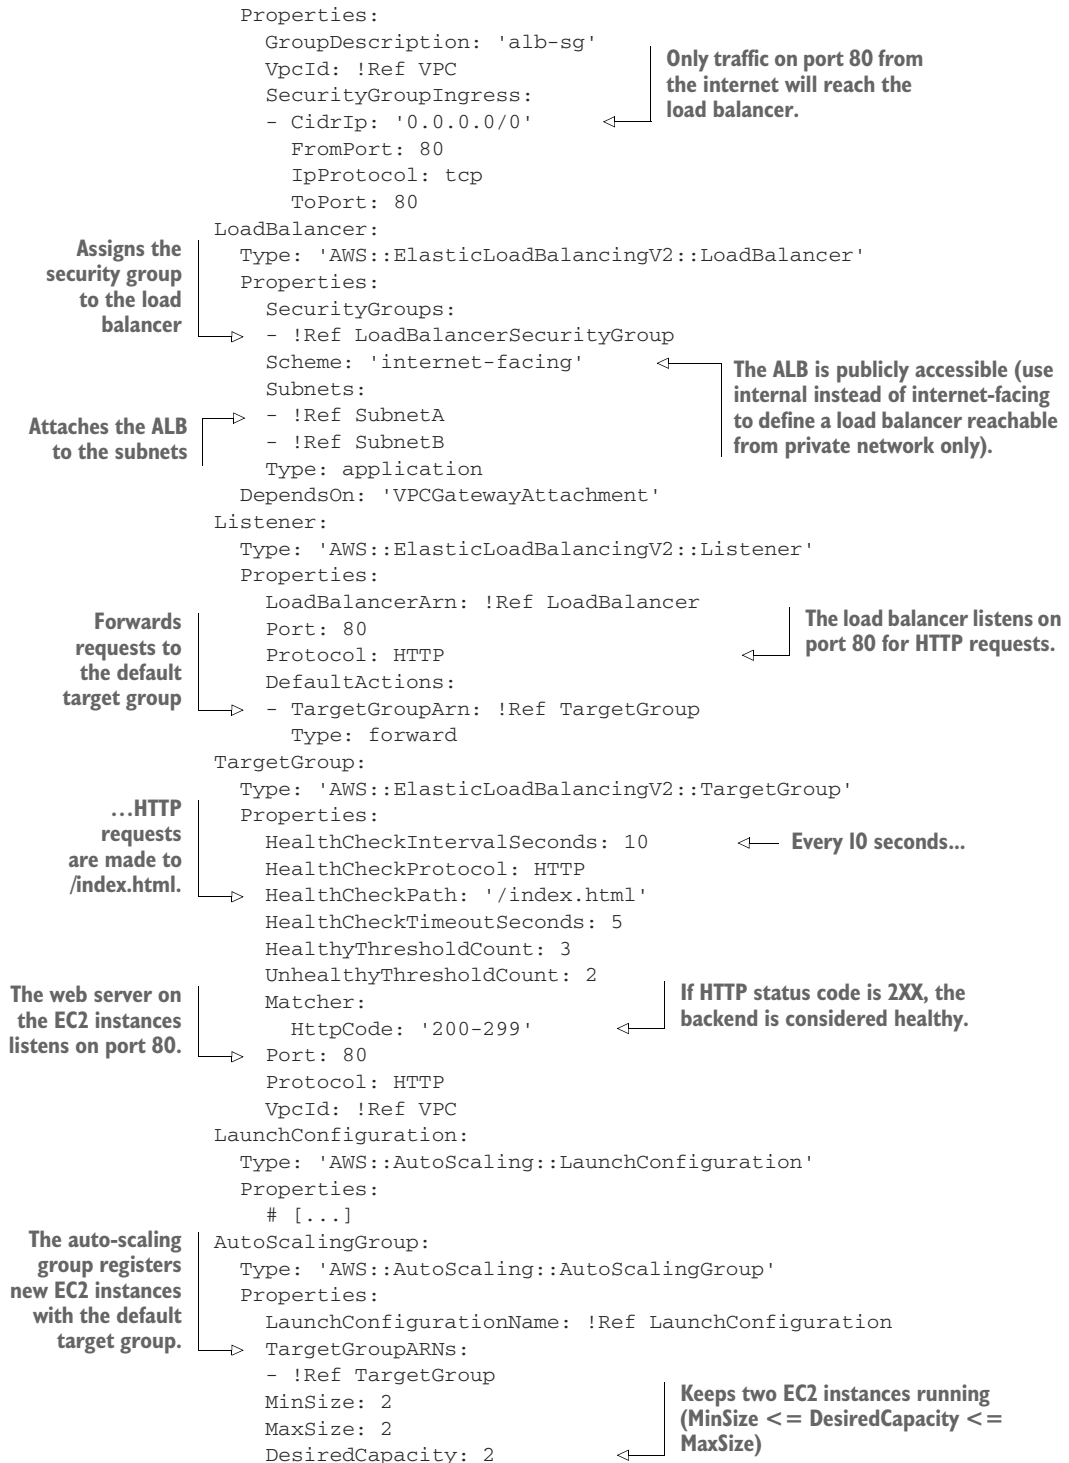 Properties:
GroupDescription: 'alb-sg'
VpcId: !Ref VPC
SecurityGroupIngress:
- CidrIp: '0.0.0.0/0'
Only traffic on port 80 from
the internet will reach the
load balancer.
FromPort: 80
IpProtocol: tcp
ToPort: 80
LoadBalancer:
Type: 'AWS::ElasticLoadBalancingV2::LoadBalancer'
Properties:
SecurityGroups:
Assigns the
security group
to the load
balancer
- !Ref LoadBalancerSecurityGroup
Scheme: 'internet-facing'
The ALB is publicly accessible (use
internal instead of internet-facing
to define a load balancer reachable
from private network only).
Subnets:
Attaches the ALB
to the subnets
- !Ref SubnetA
- !Ref SubnetB
Type: application
DependsOn: 'VPCGatewayAttachment'
Listener:
Type: 'AWS::ElasticLoadBalancingV2::Listener'
Properties:
LoadBalancerArn: !Ref LoadBalancer
Port: 80
Protocol: HTTP
The load balancer listens on
port 80 for HTTP requests.
DefaultActions:
Forwards
requests to
the default
target group
- TargetGroupArn: !Ref TargetGroup
Type: forward
TargetGroup:
Type: 'AWS::ElasticLoadBalancingV2::TargetGroup'
Properties:
HealthCheckIntervalSeconds: 10
Every 10 seconds...
HealthCheckProtocol: HTTP
…HTTP
requests
are made to
/index.html.
HealthCheckPath: '/index.html'
HealthCheckTimeoutSeconds: 5
HealthyThresholdCount: 3
UnhealthyThresholdCount: 2
Matcher:
HttpCode: '200-299'
If HTTP status code is 2XX, the
backend is considered healthy.
The web server on
the EC2 instances
listens on port 80.
Port: 80
Protocol: HTTP
VpcId: !Ref VPC
LaunchConfiguration:
Type: 'AWS::AutoScaling::LaunchConfiguration'
Properties:
# [...]
AutoScalingGroup:
Type: 'AWS::AutoScaling::AutoScalingGroup'
Properties:
LaunchConfigurationName: !Ref LaunchConfiguration
The auto-scaling
group registers
new EC2 instances
with the default
target group.
TargetGroupARNs:
- !Ref TargetGroup
MinSize: 2
MaxSize: 2
DesiredCapacity: 2
Keeps two EC2 instances running
(MinSize <= DesiredCapacity <=
MaxSize)